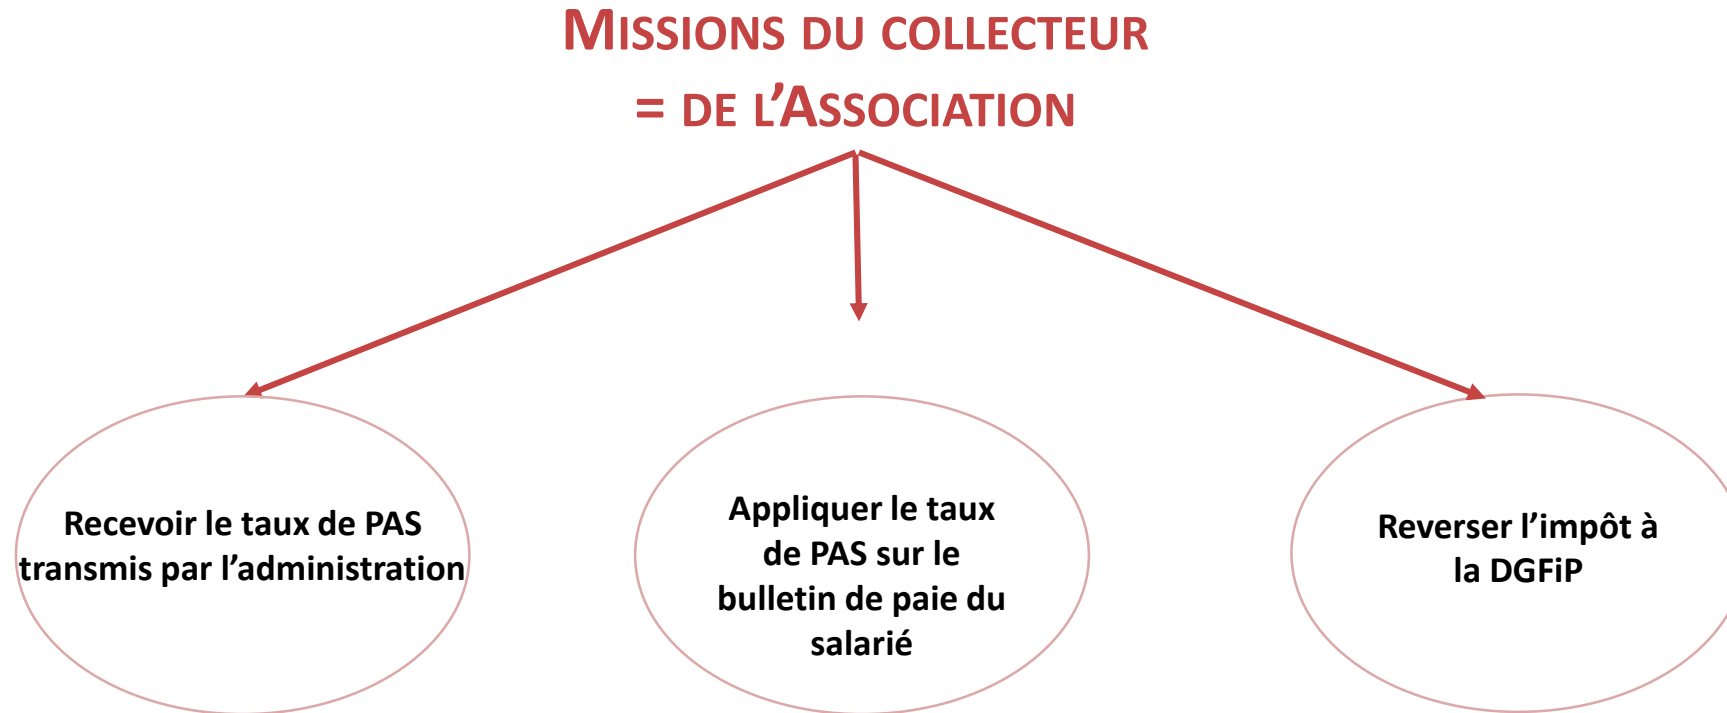 MISSIONS DU COLLECTEUR
= DE L’ASSOCIATION
Recevoir le taux de PAS
transmis par l’administration
Appliquer le taux
de PAS sur le
bulletin de paie du
salarié
Reverser l’impôt à
la DGFiP